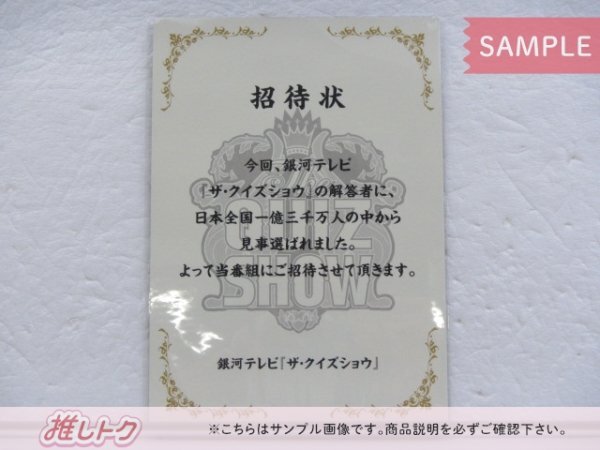 SAMPLE
招待状
今回、銀河テレビ
『ザ・クイズショウ』の解答者に、
日本全国一億三千万人の中から
見事選ばれました。
よって当番組にご招待させて頂きます。
QUIZ
SHOW
銀河テレビ『ザ・クイズショウ』
推しトク
※こちらはサンプル画像です。商品説明を必ずご確認下さい。